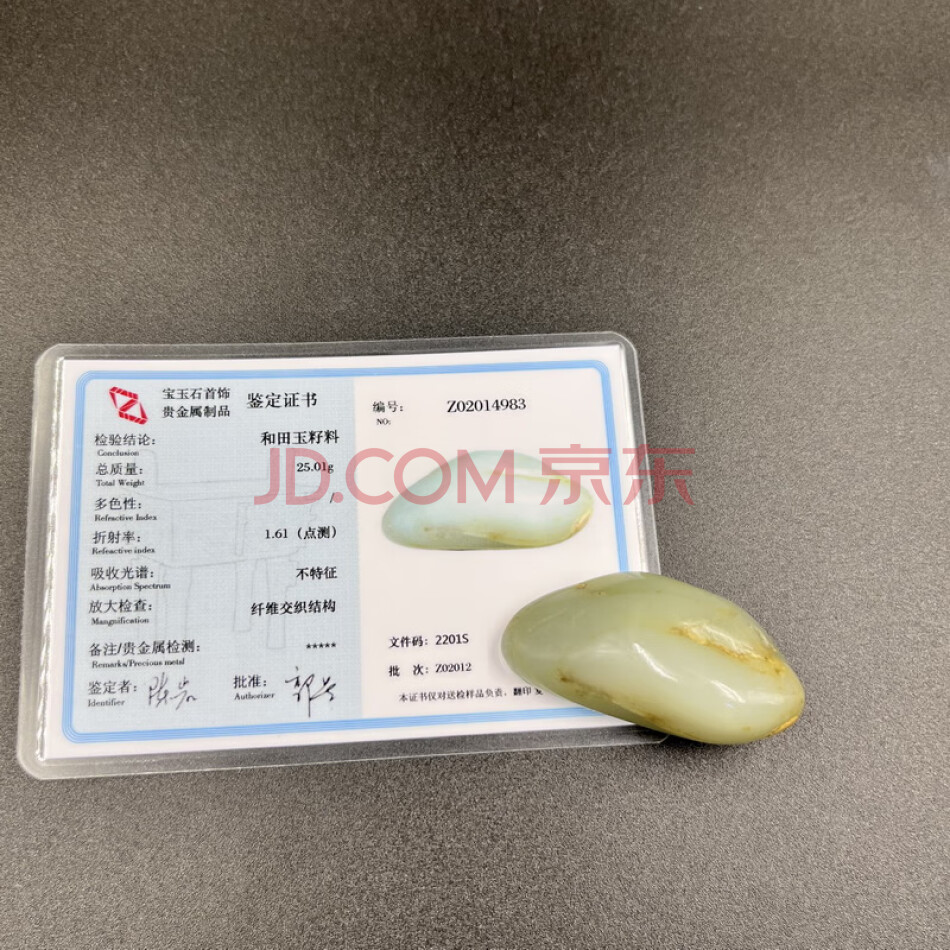 宝玉石首饰
贵金属制品
鉴定证书
检验结论: 和田玉籽料
Conclusion
总质量: 25.01g
Total Weight
多色性: /
Refractive Index
折射率: 1.61（点测）
Refeactive index
吸收光谱: 不特征
Absorption Spectrum
放大检查: 纤维交织结构
Mangnification
备注/贵金属检测: *****
Remarks/Precious metal
鉴定者:
Identifier
批准:
Authorizer
编号: Z02014983
NO:
JD.COM 京东
文件码: 2201S
批 次: Z02012
本证书仅对送检样品负责，翻印